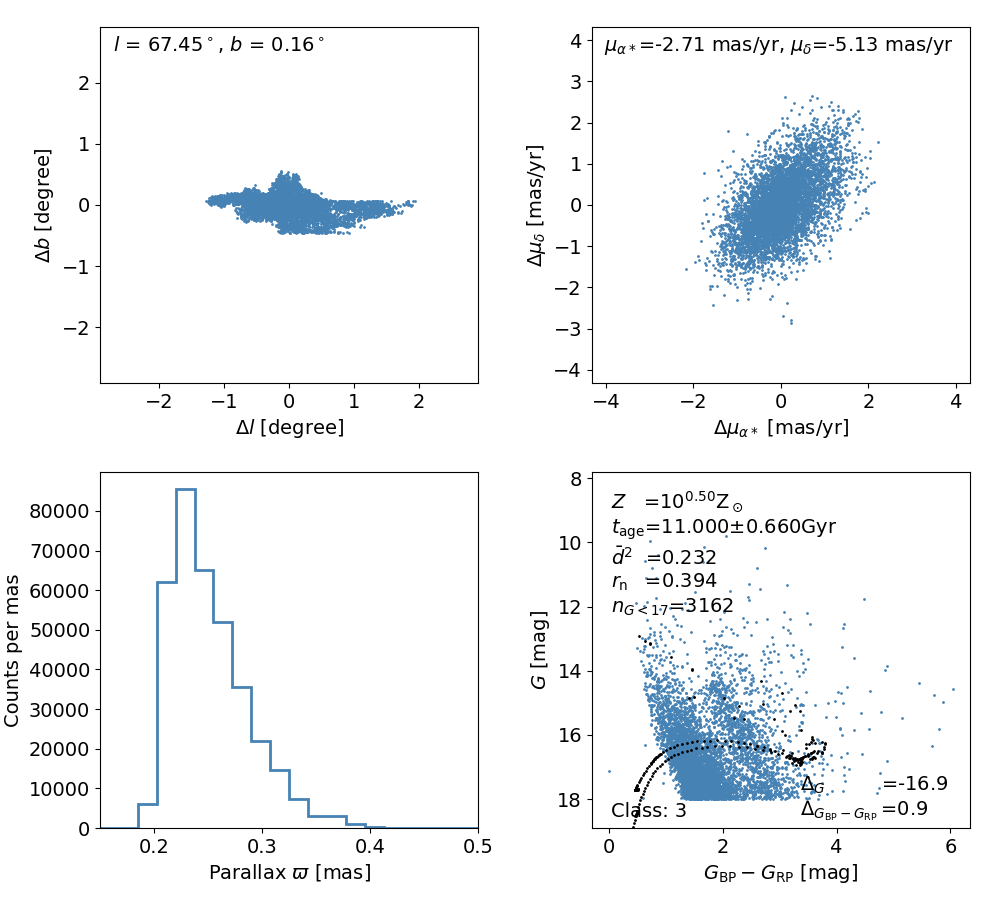 l = 67.45°, b = 0.16°
2
1
0
−1
−2
Δb [degree]
−2 −1 0 1 2
Δl [degree]
μα*=-2.71 mas/yr, μδ=-5.13 mas/yr
4
3
2
1
0
−1
−2
−3
−4
Δμδ [mas/yr]
−4 −2 0 2 4
Δμα* [mas/yr]
80000
70000
60000
50000
40000
30000
20000
10000
0
Counts per mas
0.2 0.3 0.4 0.5
Parallax ϖ [mas]
8
10
12
14
16
18
G [mag]
Z =10^0.50 Z⊙
t_age=11.000±0.660Gyr
d̄² =0.232
r_n =0.394
n_G<17=3162
Δ_G =-16.9
Δ_GBP−GRP =0.9
Class: 3
0 2 4 6
G_BP − G_RP [mag]